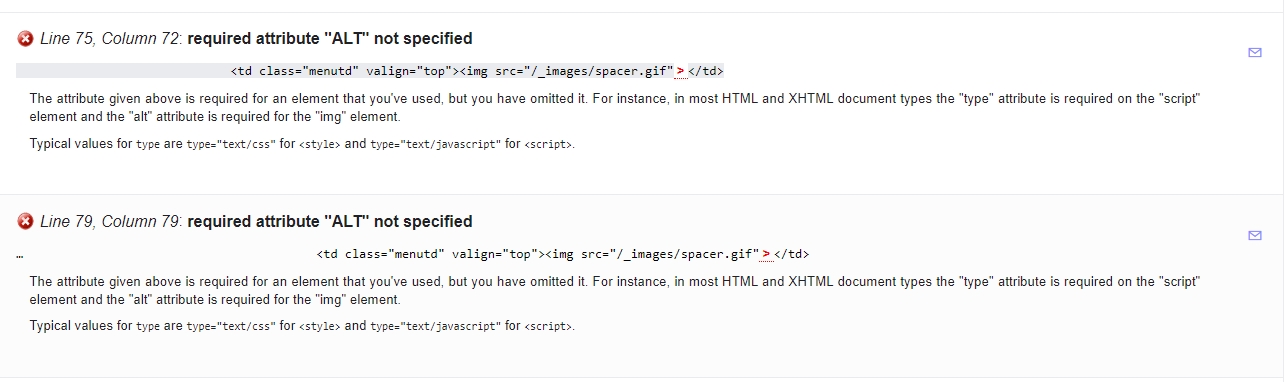 Line 75, Column 72: required attribute "ALT" not specified
<td class="menutd" valign="top"><img src="/_images/spacer.gif"></td>
The attribute given above is required for an element that you've used, but you have omitted it. For instance, in most HTML and XHTML document types the "type" attribute is required on the "script"
element and the "alt" attribute is required for the "img" element.
Typical values for type are type="text/css" for <style> and type="text/javascript" for <script>.
Line 79, Column 79: required attribute "ALT" not specified
… <td class="menutd" valign="top"><img src="/_images/spacer.gif"></td>
The attribute given above is required for an element that you've used, but you have omitted it. For instance, in most HTML and XHTML document types the "type" attribute is required on the "script"
element and the "alt" attribute is required for the "img" element.
Typical values for type are type="text/css" for <style> and type="text/javascript" for <script>.